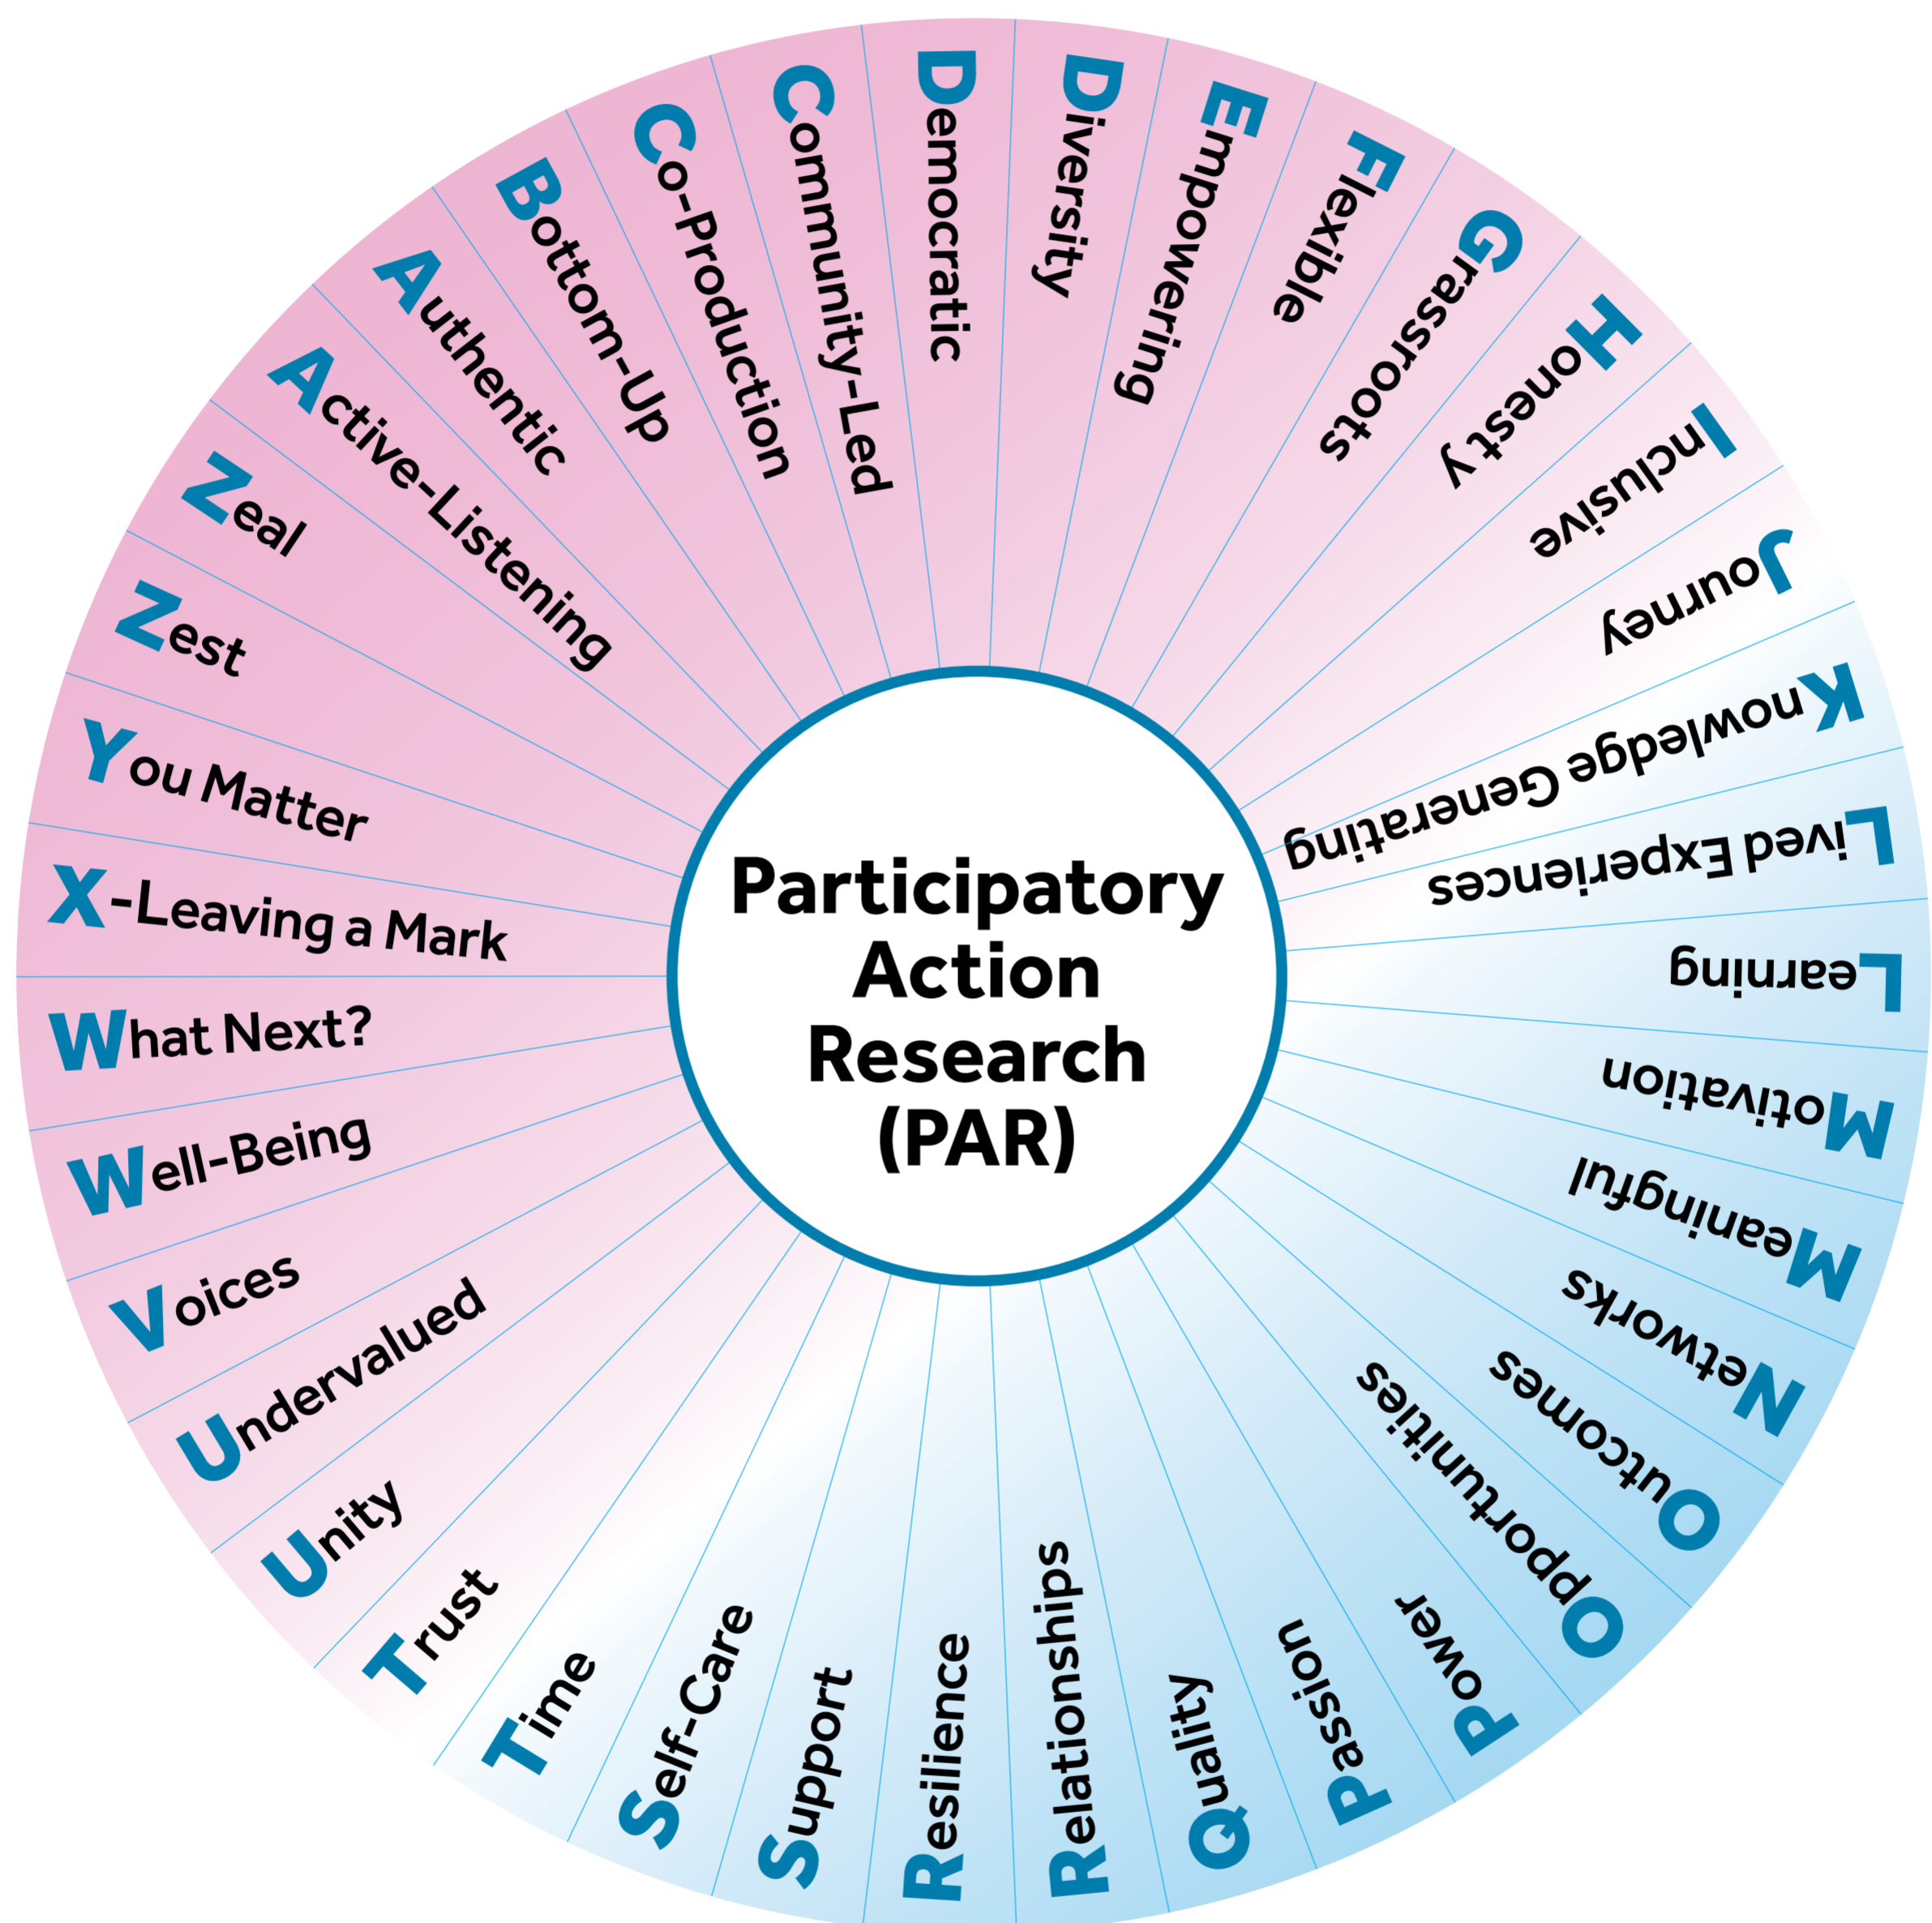 Participatory
Action
Research
(PAR)
Active-Listening
Authentic
Bottom-Up
Co-Production
Community-Led
Democratic
Diversity
Empowering
Flexible
Grassroots
Honesty
Inclusive
Journey
Knowledge Generating
Lived Experiences
Learning
Motivation
Meaningful
Networks
Outcomes
Opportunities
Power
Passion
Quality
Relationships
Resilience
Support
Self-Care
Time
Trust
Unity
Undervalued
Voices
Well-Being
What Next?
X-Leaving a Mark
You Matter
Zest
Zeal